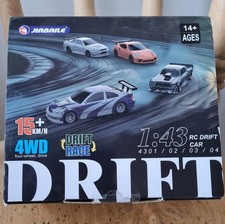 JIABAILE
14+
AGES
15+
KM/H
4WD
four-wheel drive
DRIFT
RACE
1:43
RC DRIFT
CAR
4301 / 02 / 03 / 04
DRIFT